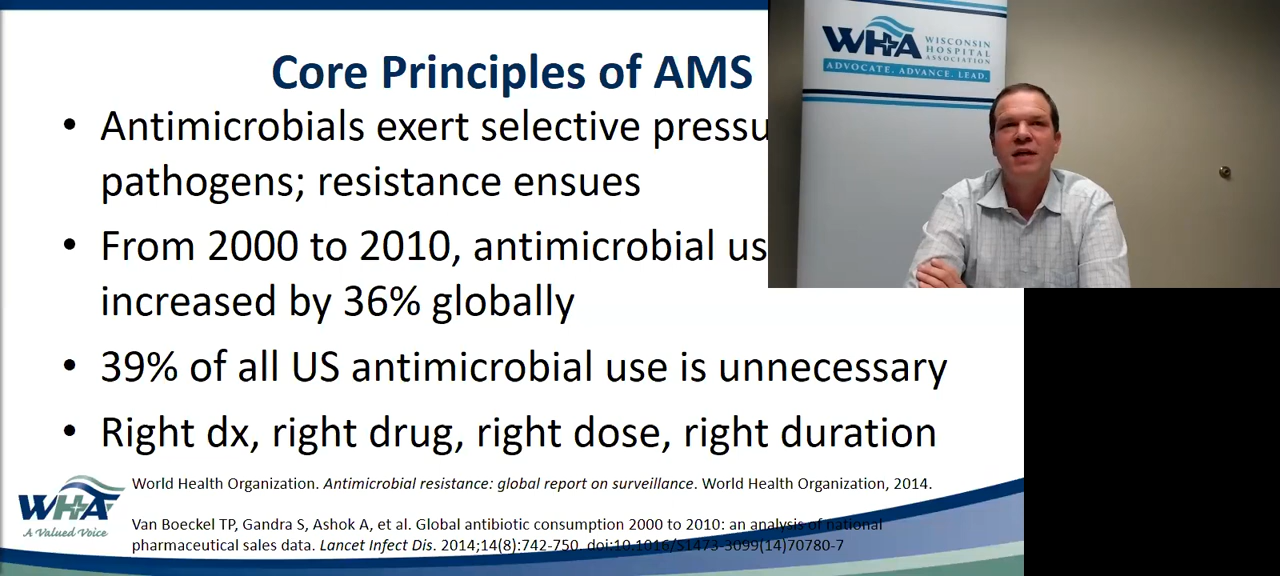 Core Principles of AMS
• Antimicrobials exert selective pressu
pathogens; resistance ensues
• From 2000 to 2010, antimicrobial us
increased by 36% globally
• 39% of all US antimicrobial use is unnecessary
• Right dx, right drug, right dose, right duration
World Health Organization. Antimicrobial resistance: global report on surveillance. World Health Organization, 2014.
Van Boeckel TP, Gandra S, Ashok A, et al. Global antibiotic consumption 2000 to 2010: an analysis of national
pharmaceutical sales data. Lancet Infect Dis. 2014;14(8):742-750. doi:10.1016/S1473-3099(14)70780-7
WHA
A Valued Voice
WHA
WISCONSIN
HOSPITAL
ASSOCIATION
ADVOCATE. ADVANCE. LEAD.